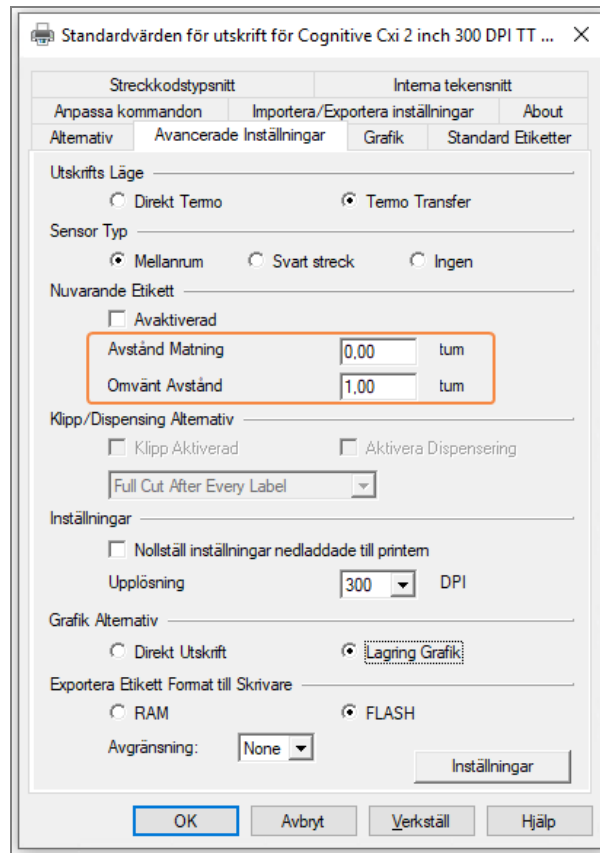 Standardvärden för utskrift för Cognitive Cxi 2 inch 300 DPI TT ...
Streckkodstypsnitt Interna tekensnitt
Anpassa kommandon Importera/Exportera inställningar About
Alternativ Avancerade Inställningar Grafik Standard Etiketter
Utskrifts Läge
Direkt Termo Termo Transfer
Sensor Typ
Mellanrum Svart streck Ingen
Nuvarande Etikett
Avaktiverad
Avstånd Matning 0,00 tum
Omvänt Avstånd 1,00 tum
Klipp/Dispensing Alternativ
Klipp Aktiverad Aktivera Dispensering
Full Cut After Every Label
Inställningar
Nollställ inställningar nedladdade till printern
Upplösning 300 DPI
Grafik Alternativ
Direkt Utskrift Lagring Grafik
Exportera Etikett Format till Skrivare
RAM FLASH
Avgränsning: None
Inställningar
OK Avbryt Verkställ Hjälp